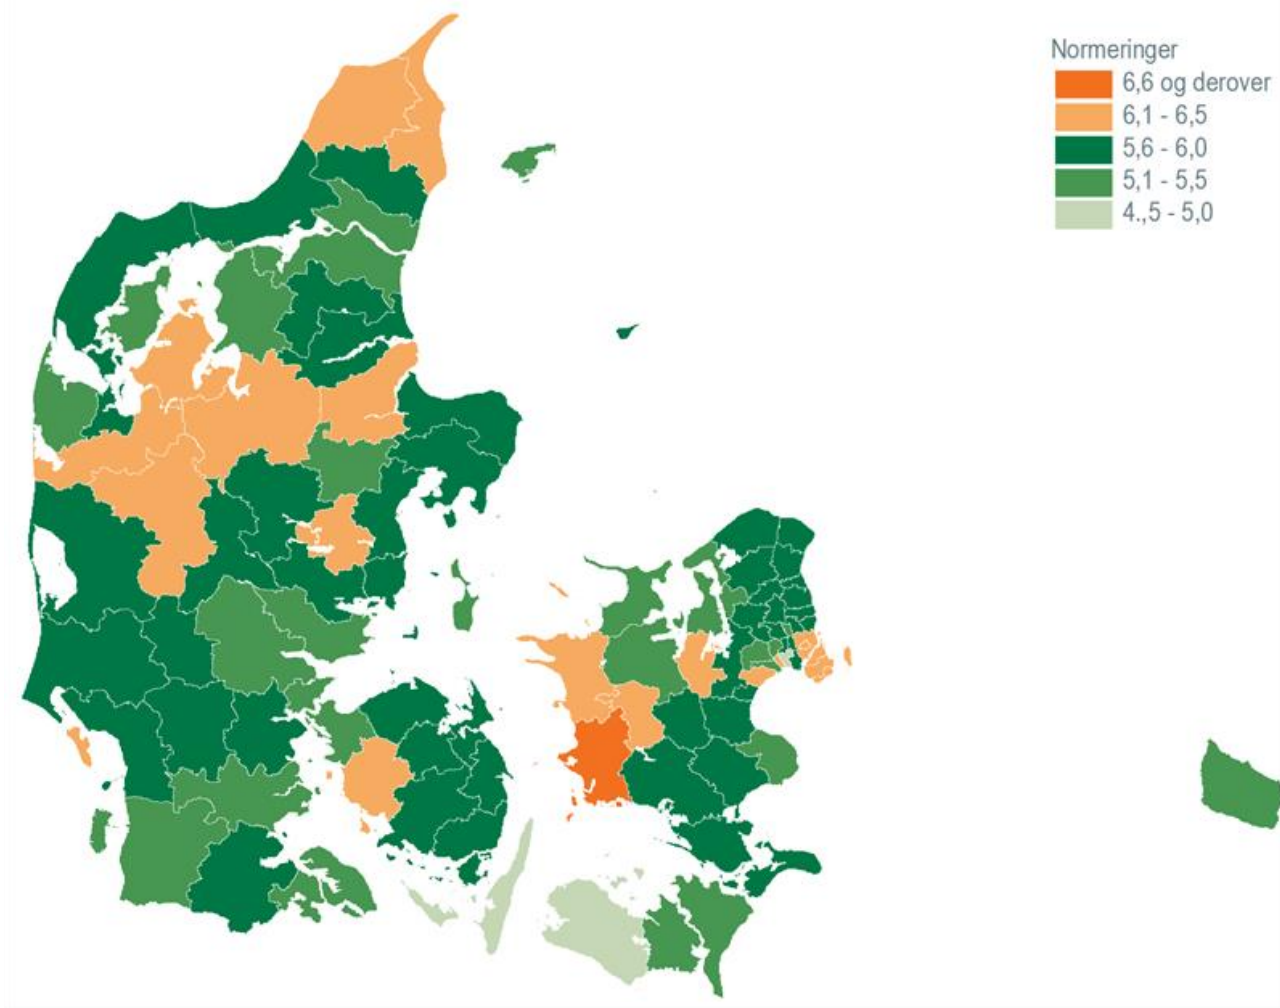 Normeringer
6,6 og derover
6,1 - 6,5
5,6 - 6,0
5,1 - 5,5
4.,5 - 5,0